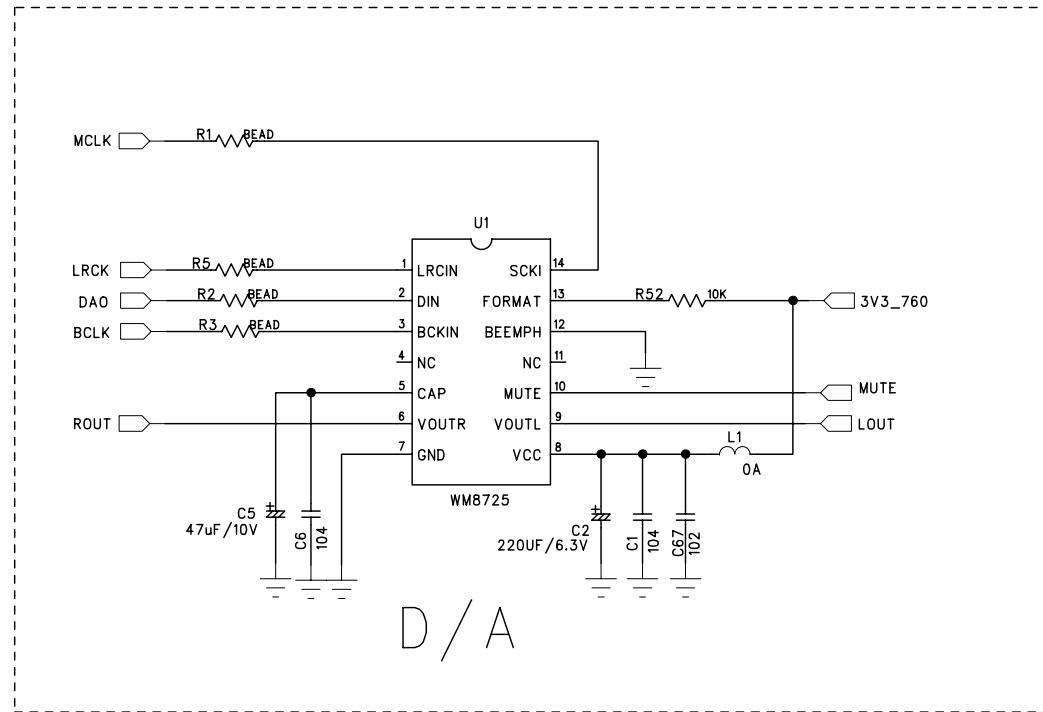 MCLK R1 BEAD
U1
LRCK R5 BEAD 1 LRCIN SCKI 14
DAO R2 BEAD 2 DIN FORMAT 13 R52 10K 3V3_760
BCLK R3 BEAD 3 BCKIN BEEMPH 12
4 NC NC 11
5 CAP MUTE 10 MUTE
ROUT 6 VOUTR VOUTL 9 LOUT
7 GND VCC 8 L1
0A
WM8725
+ C5
47uF/10V
C6 104
+ C2
220UF/6.3V
C1 104
C67 102
D/A